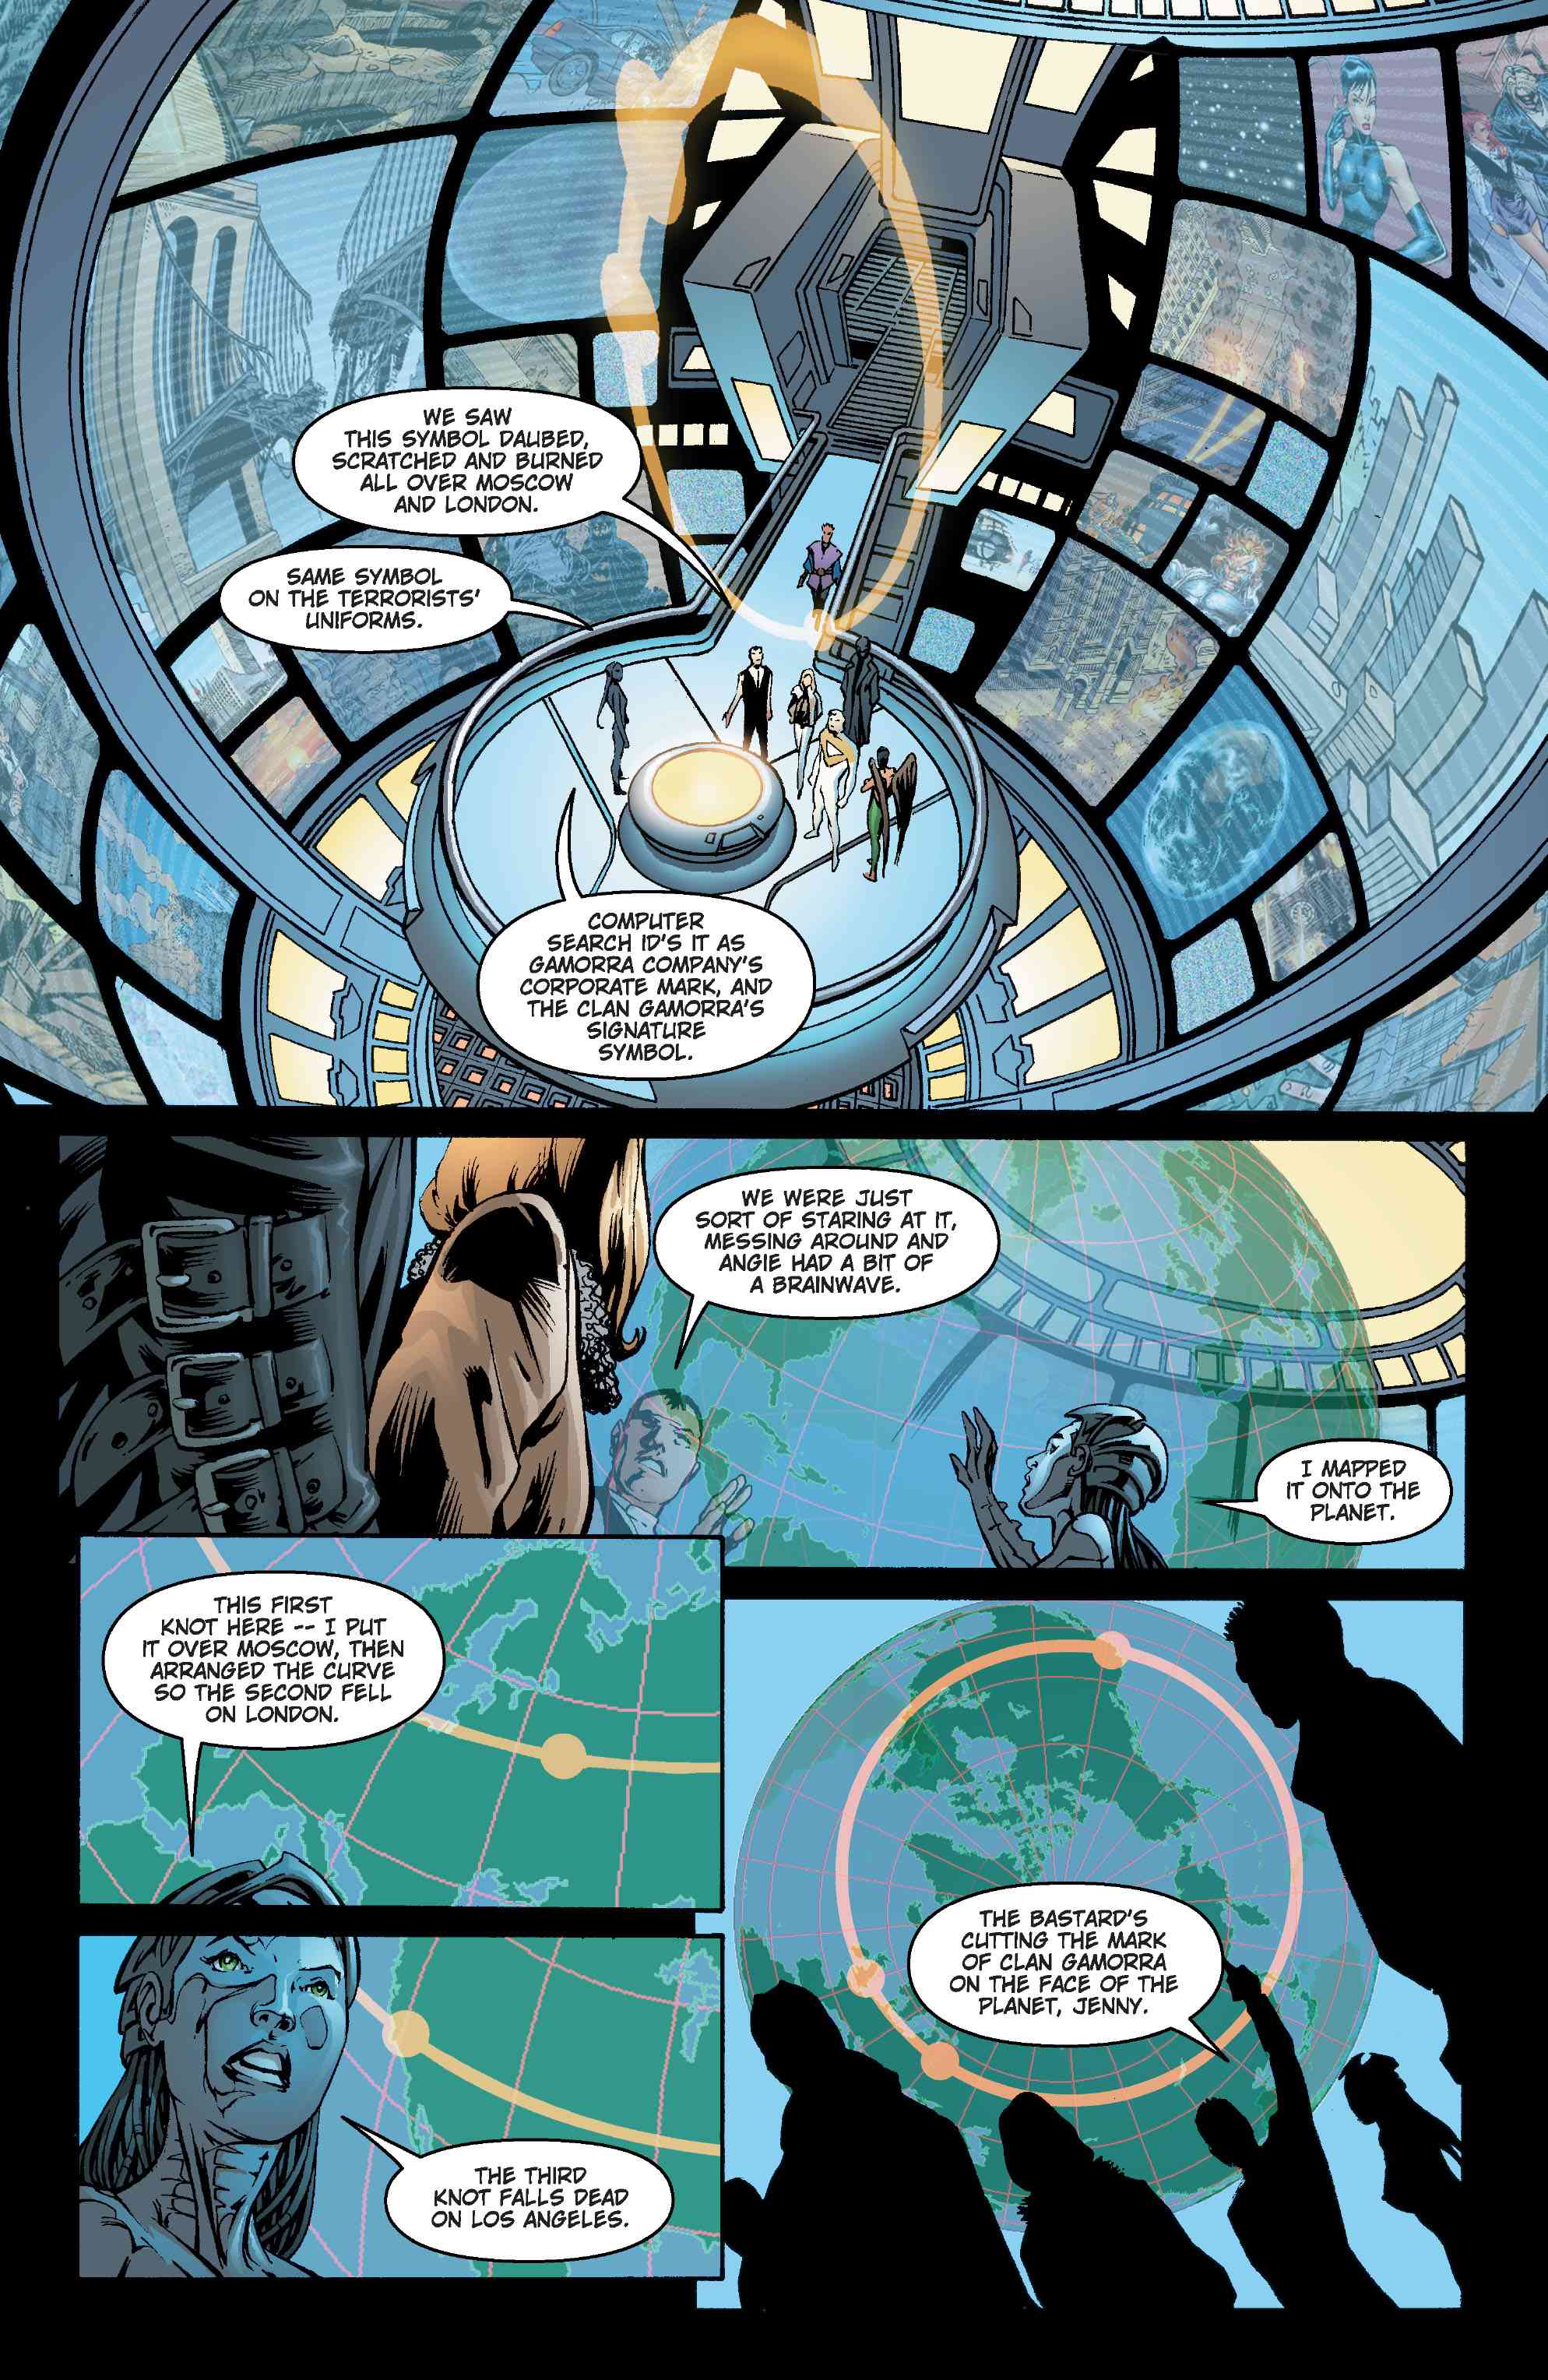 WE SAW
THIS SYMBOL DAUBED,
SCRATCHED AND BURNED
ALL OVER MOSCOW
AND LONDON.
SAME SYMBOL
ON THE TERRORISTS'
UNIFORMS.
COMPUTER
SEARCH ID'S IT AS
GAMORRA COMPANY'S
CORPORATE MARK, AND
THE CLAN GAMORRA'S
SIGNATURE
SYMBOL.
WE WERE JUST
SORT OF STARING AT IT,
MESSING AROUND AND
ANGIE HAD A BIT OF
A BRAINWAVE.
I MAPPED
IT ONTO THE
PLANET.
THIS FIRST
KNOT HERE -- I PUT
IT OVER MOSCOW, THEN
ARRANGED THE CURVE
SO THE SECOND FELL
ON LONDON.
THE THIRD
KNOT FALLS DEAD
ON LOS ANGELES.
THE BASTARD'S
CUTTING THE MARK
OF CLAN GAMORRA
ON THE FACE OF THE
PLANET, JENNY.